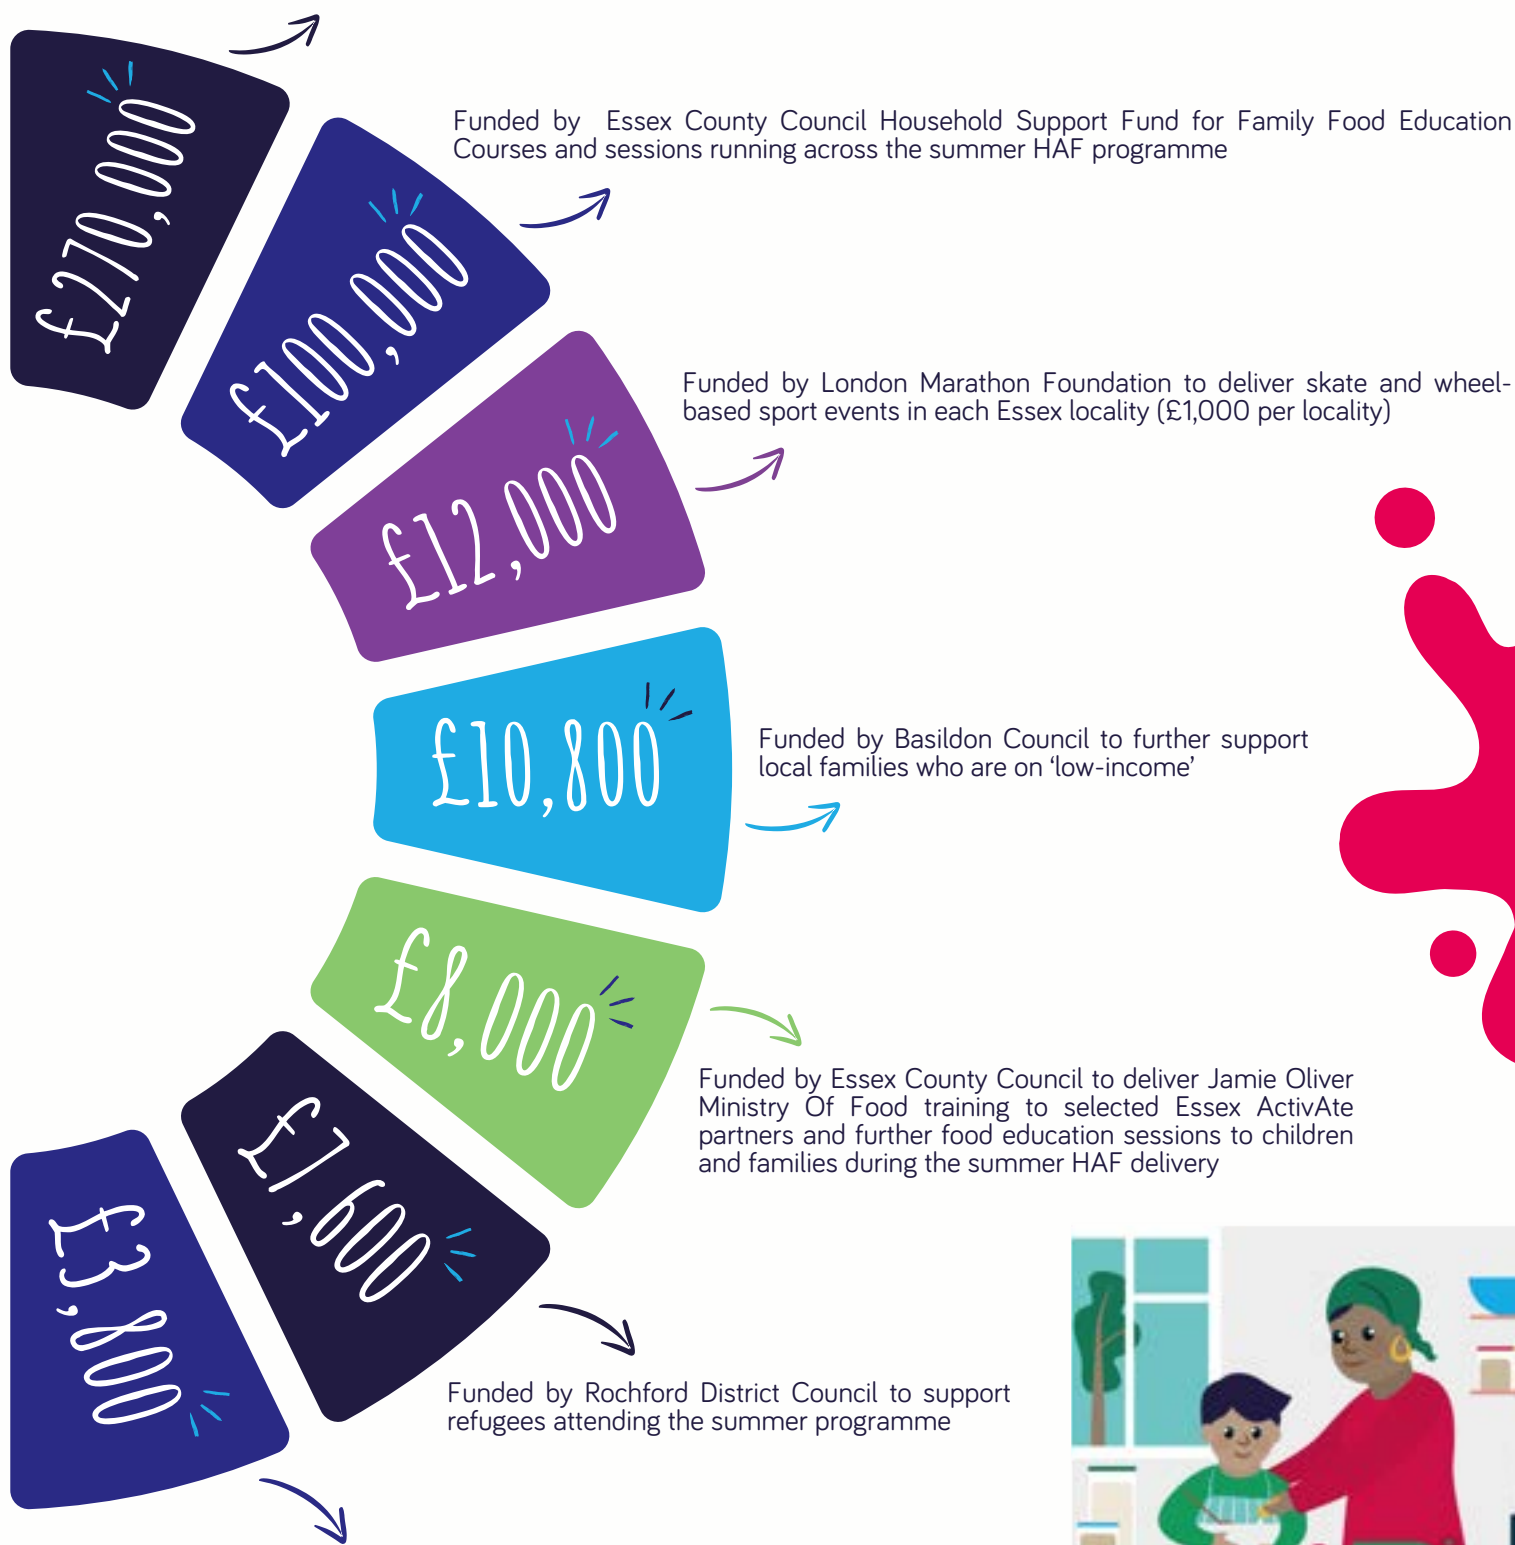 £270,000
Funded by Essex County Council Household Support Fund for Family Food Education
Courses and sessions running across the summer HAF programme
£100,000
Funded by London Marathon Foundation to deliver skate and wheel-
based sport events in each Essex locality (£1,000 per locality)
£12,000
Funded by Basildon Council to further support
local families who are on ‘low-income’
£10,800
£8,000
Funded by Essex County Council to deliver Jamie Oliver
Ministry Of Food training to selected Essex ActivAte
partners and further food education sessions to children
and families during the summer HAF delivery
£7,600
Funded by Rochford District Council to support
refugees attending the summer programme
£3,800